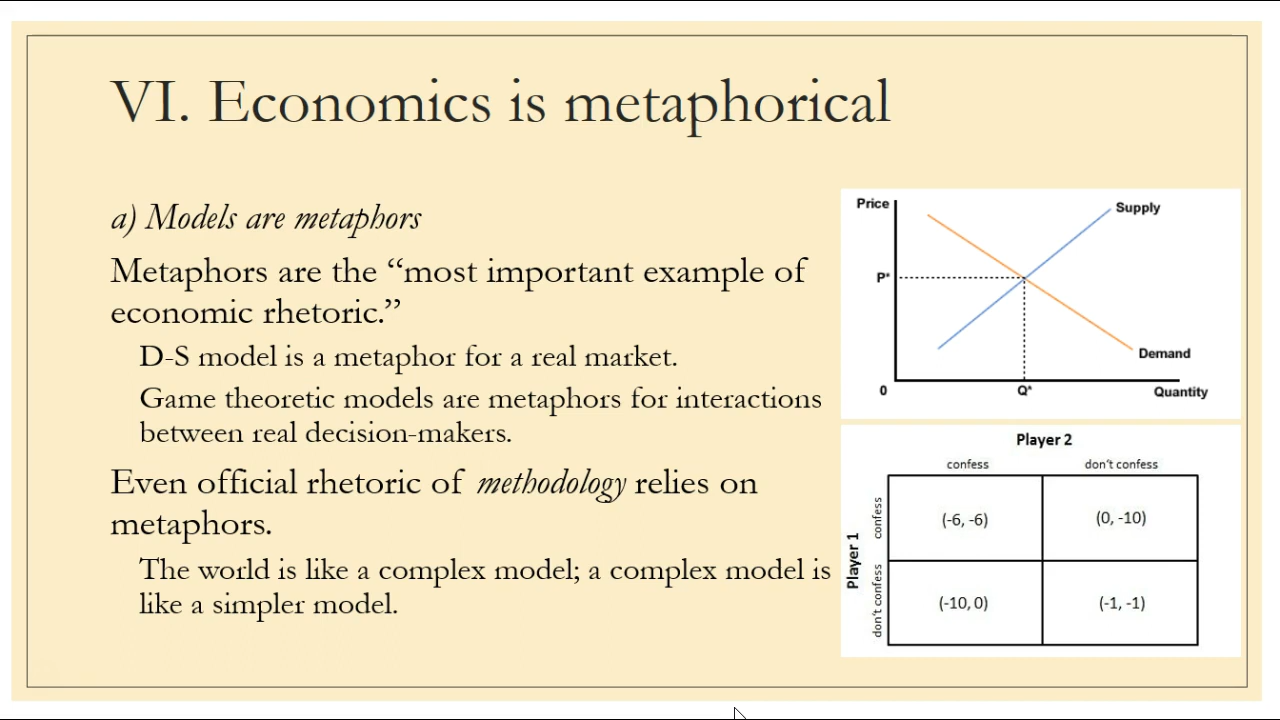 VI. Economics is metaphorical
a) Models are metaphors
Metaphors are the “most important example of
economic rhetoric.”
D-S model is a metaphor for a real market.
Game theoretic models are metaphors for interactions
between real decision-makers.
Even official rhetoric of methodology relies on
metaphors.
The world is like a complex model; a complex model is
like a simpler model.
Price
Supply
P*
Demand
0
Q*
Quantity
Player 2
confess don’t confess
Player 1
confess
(-6, -6) (0, -10)
don’t confess
(-10, 0) (-1, -1)